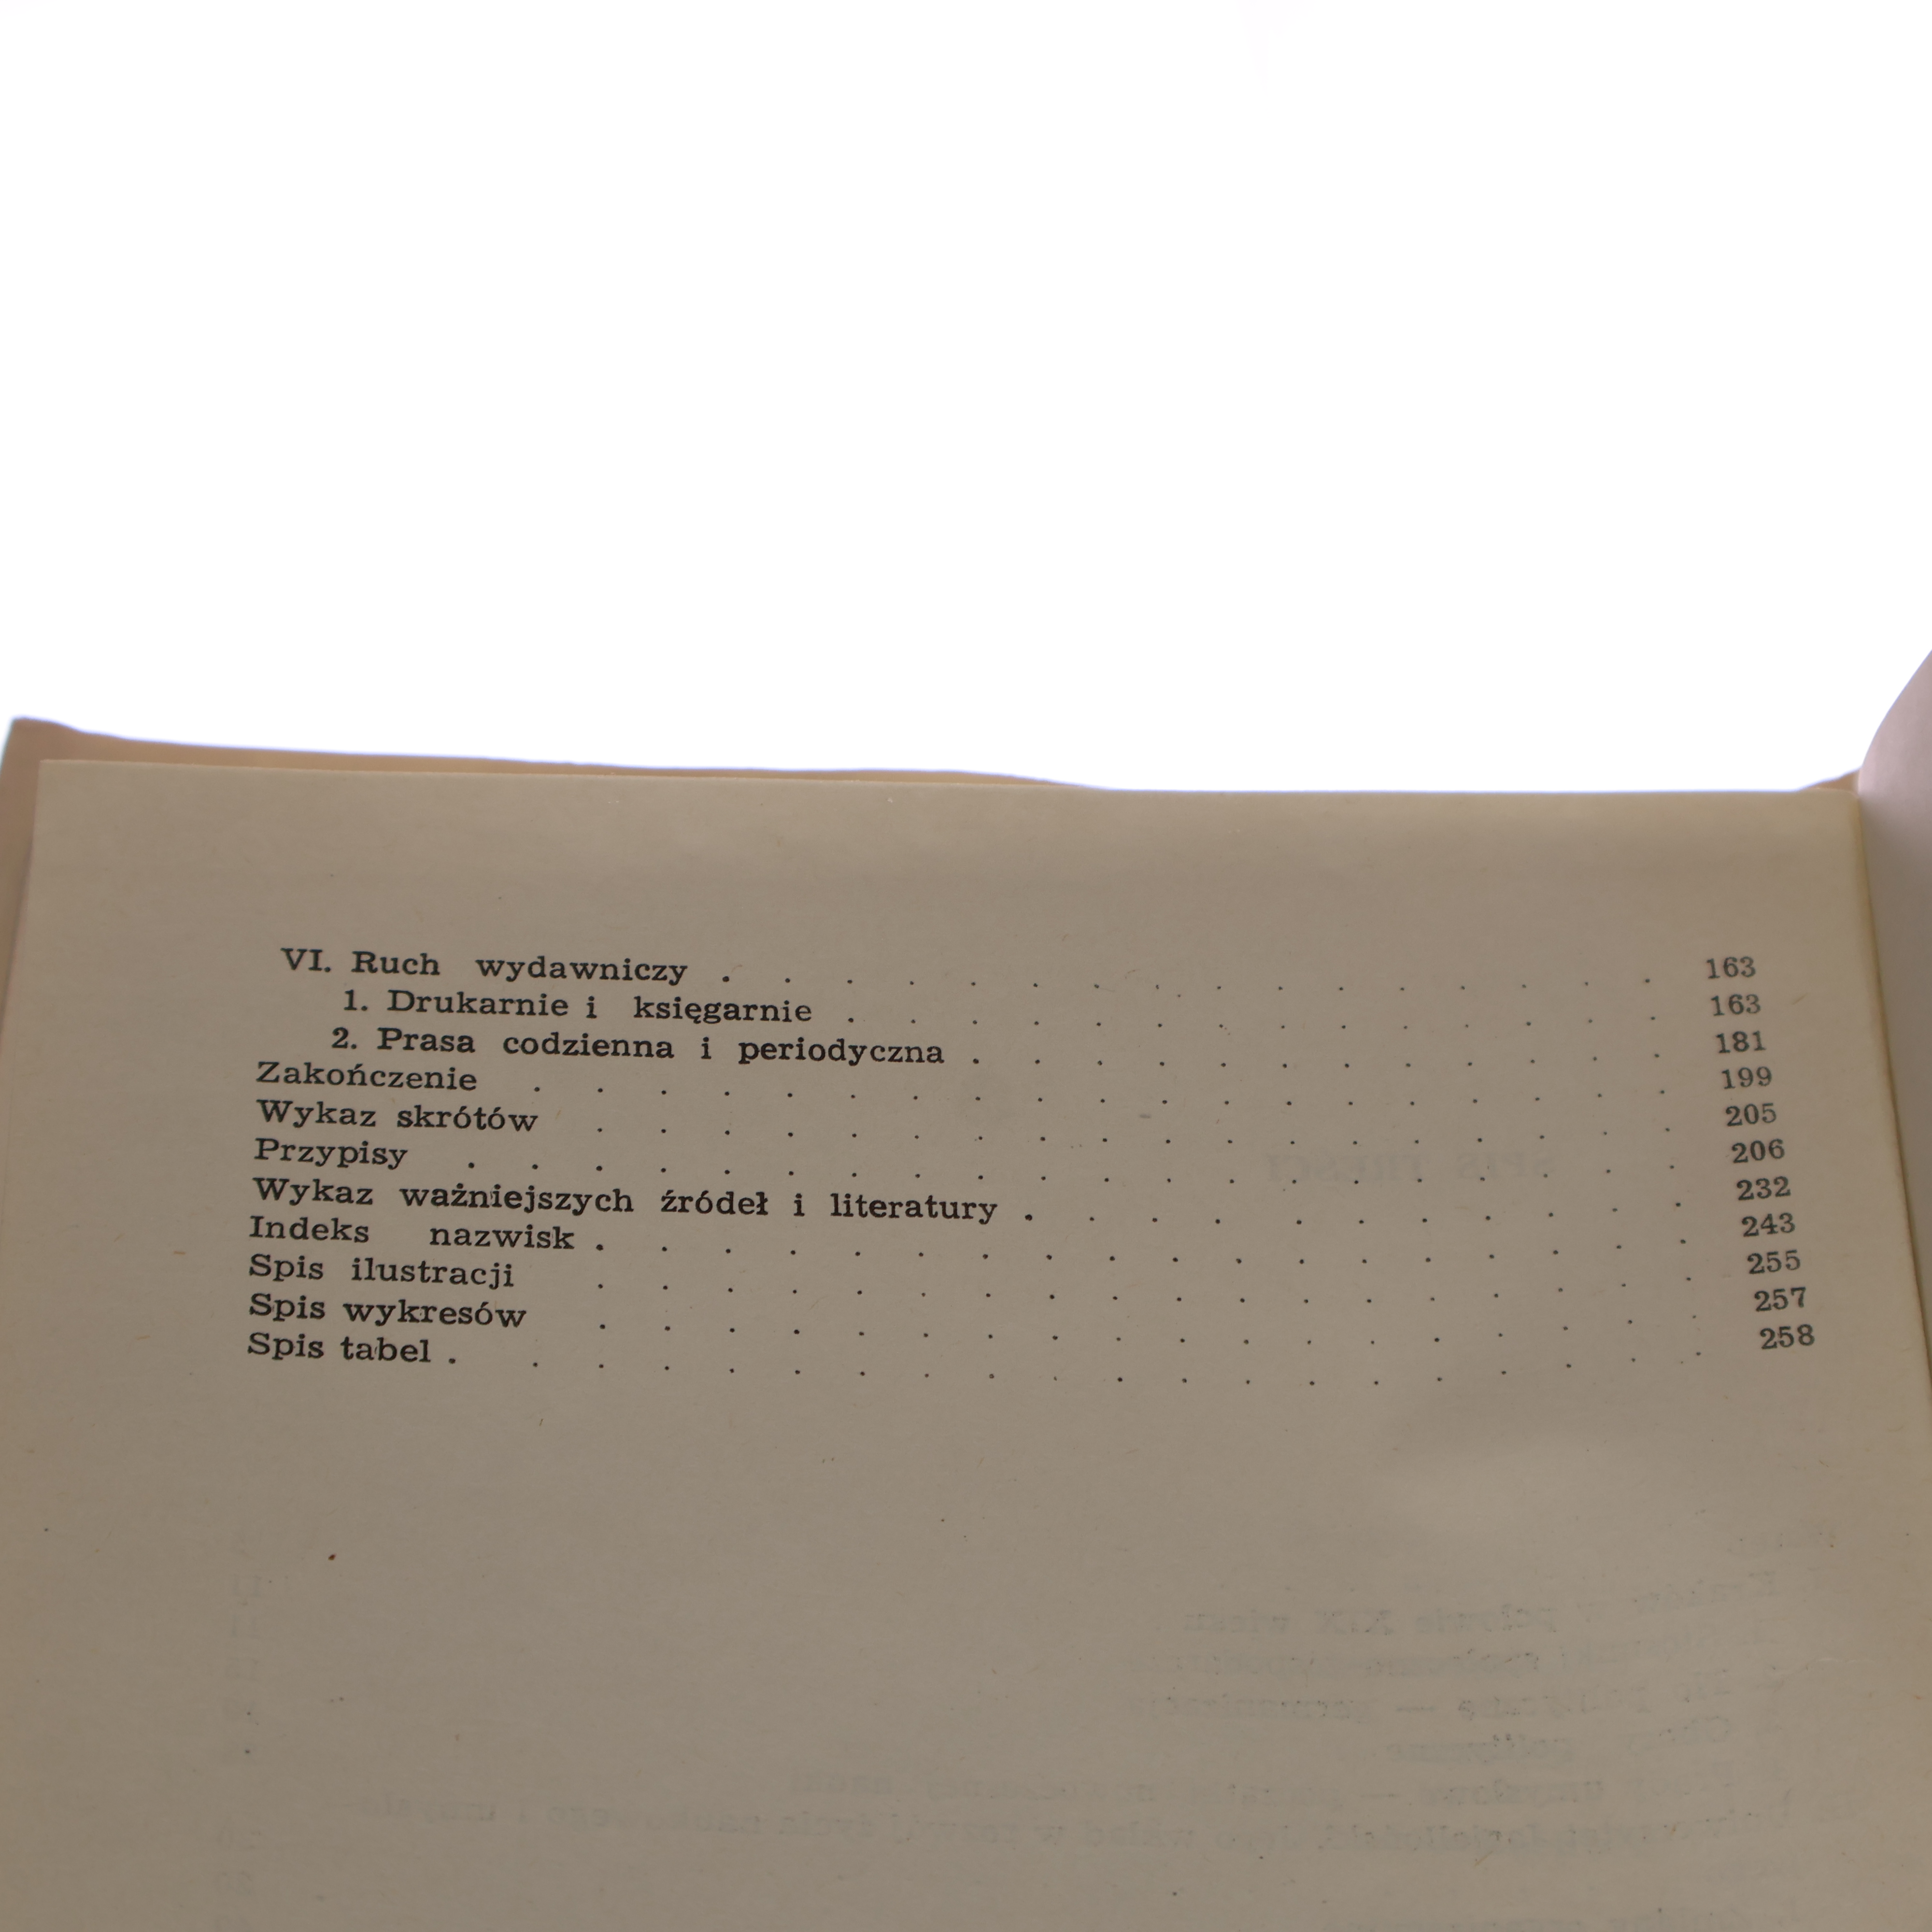 VI. Ruch wydawniczy . . . . . . . . . . . . . . . . 163
1. Drukarnie i księgarnie . . . . . . . . . . . . . . 163
2. Prasa codzienna i periodyczna . . . . . . . . . . . . 181
Zakończenie . . . . . . . . . . . . . . . . . . . 199
Wykaz skrótów . . . . . . . . . . . . . . . . . . 205
Przypisy . . . . . . . . . . . . . . . . . . . . 206
Wykaz ważniejszych źródeł i literatury . . . . . . . . . . . 232
Indeks nazwisk . . . . . . . . . . . . . . . . . . 243
Spis ilustracji . . . . . . . . . . . . . . . . . . 255
Spis wykresów . . . . . . . . . . . . . . . . . . 257
Spis tabel . . . . . . . . . . . . . . . . . . . . 258